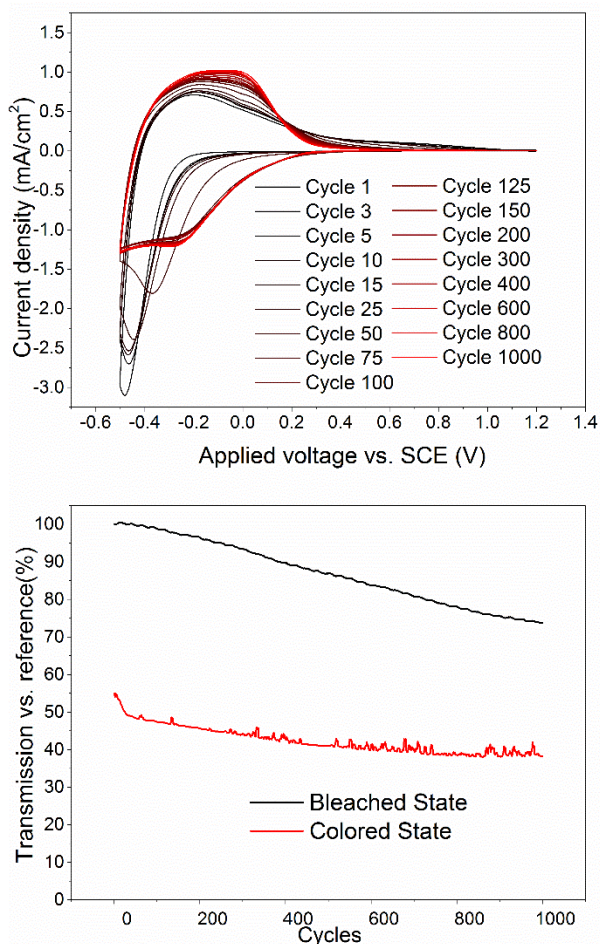 1.5
1.0
0.5
0.0
-0.5
-1.0
-1.5
-2.0
-2.5
-3.0
Current density (mA/cm²)
Cycle 1
Cycle 3
Cycle 5
Cycle 10
Cycle 15
Cycle 25
Cycle 50
Cycle 75
Cycle 100
Cycle 125
Cycle 150
Cycle 200
Cycle 300
Cycle 400
Cycle 600
Cycle 800
Cycle 1000
-0.6 -0.4 -0.2 0.0 0.2 0.4 0.6 0.8 1.0 1.2 1.4
Applied voltage vs. SCE (V)
100
90
80
70
60
50
40
30
20
10
0
Transmission vs. reference(%)
Bleached State
Colored State
0 200 400 600 800 1000
Cycles